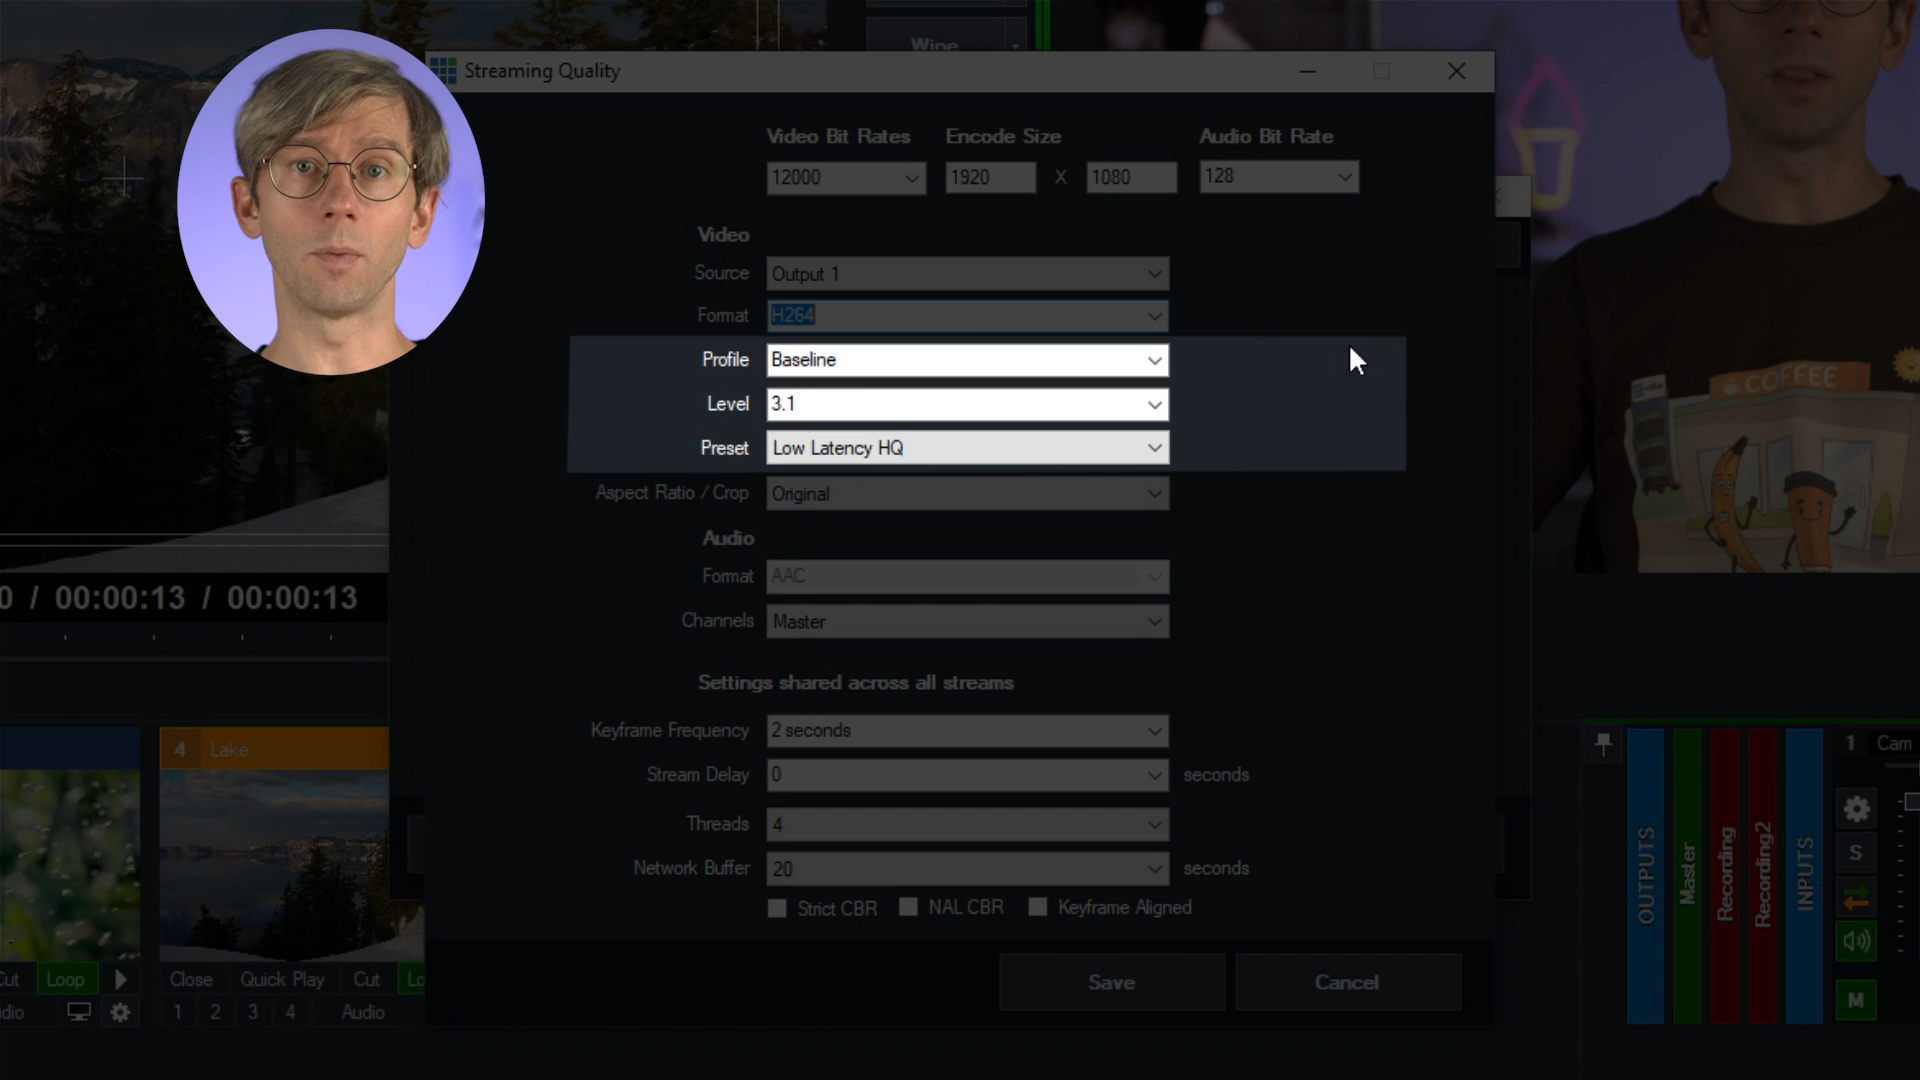 Wipe
Streaming Quality
Video Bit Rates Encode Size Audio Bit Rate
12000 1920 X 1080 128
Video
Source Output 1
Format H264
Profile Baseline
Level 3.1
Preset Low Latency HQ
Aspect Ratio / Crop Original
Audio
Format AAC
Channels Master
Settings shared across all streams
Keyframe Frequency 2 seconds
Stream Delay 0 seconds
Threads 4
Network Buffer 20 seconds
Strict CBR NAL CBR Keyframe Aligned
Save Cancel
COFFEE
0 / 00:00:13 / 00:00:13
4 Lake
Loop
Close Quick Play Cut
1 2 3 4 Audio
OUTPUTS
Master
Recording
Recording2
INPUTS
1 Cam
S
M